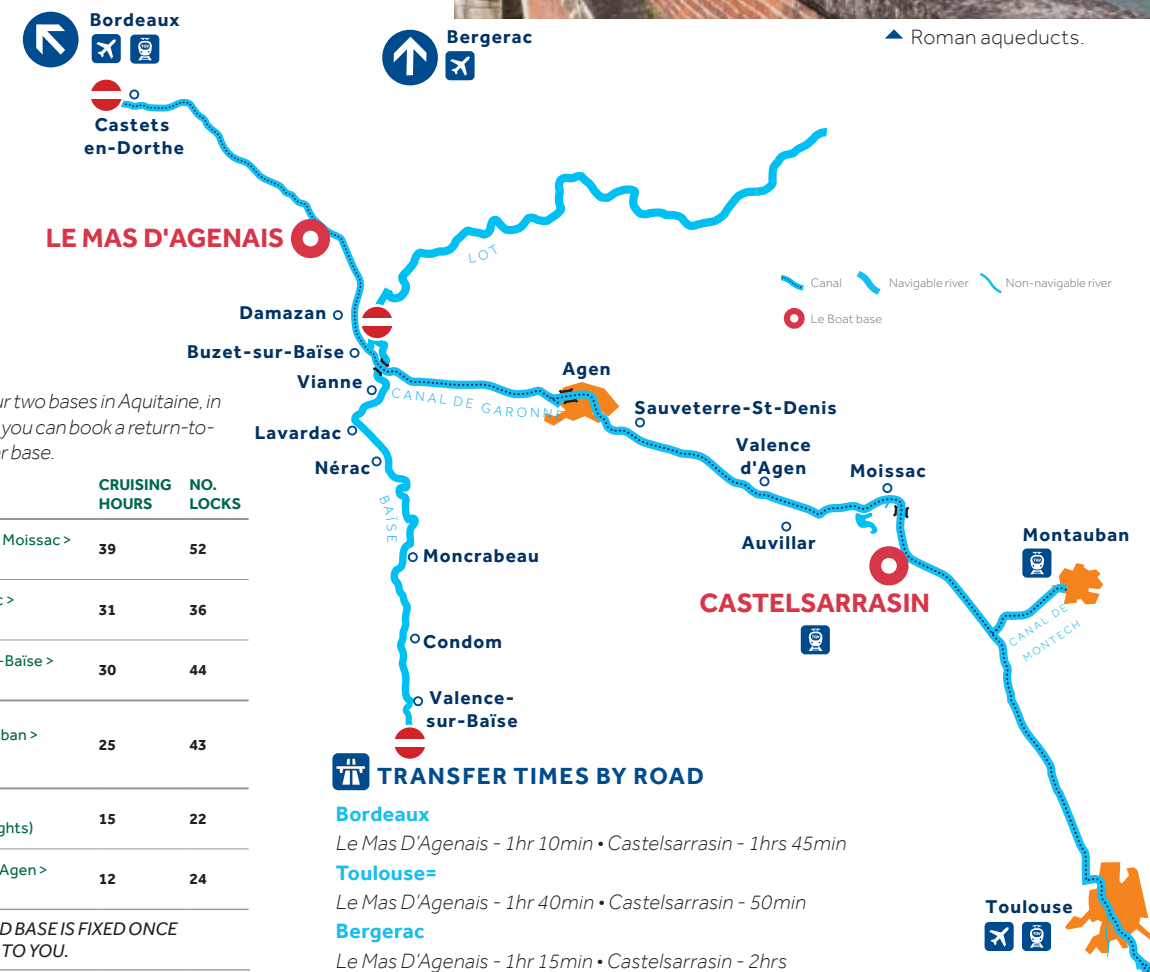 Bordeaux
Bergerac
Roman aqueducts.
Castets
en-Dorthe
LE MAS D'AGENAIS
LOT
Canal
Navigable river
Non-navigable river
Le Boat base
Damazan
Buzet-sur-Baïse
Vianne
Agen
CANAL DE GARONNE
Sauveterre-St-Denis
Lavardac
Valence
d'Agen
Moissac
Nérac
BAÏSE
Auvillar
Montauban
Moncrabeau
CASTELSARRASIN
CANAL DE
MONTECH
Condom
Valence-
sur-Baïse
Toulouse
ur two bases in Aquitaine, in
you can book a return-to-
r base.
CRUISING NO.
HOURS LOCKS
Moissac > 39 52
c > 31 36
-Baïse > 30 44
ban > 25 43
ghts) 15 22
Agen > 12 24
D BASE IS FIXED ONCE
TO YOU.
TRANSFER TIMES BY ROAD
Bordeaux
Le Mas D'Agenais - 1hr 10min • Castelsarrasin - 1hrs 45min
Toulouse=
Le Mas D'Agenais - 1hr 40min • Castelsarrasin - 50min
Bergerac
Le Mas D'Agenais - 1hr 15min • Castelsarrasin - 2hrs